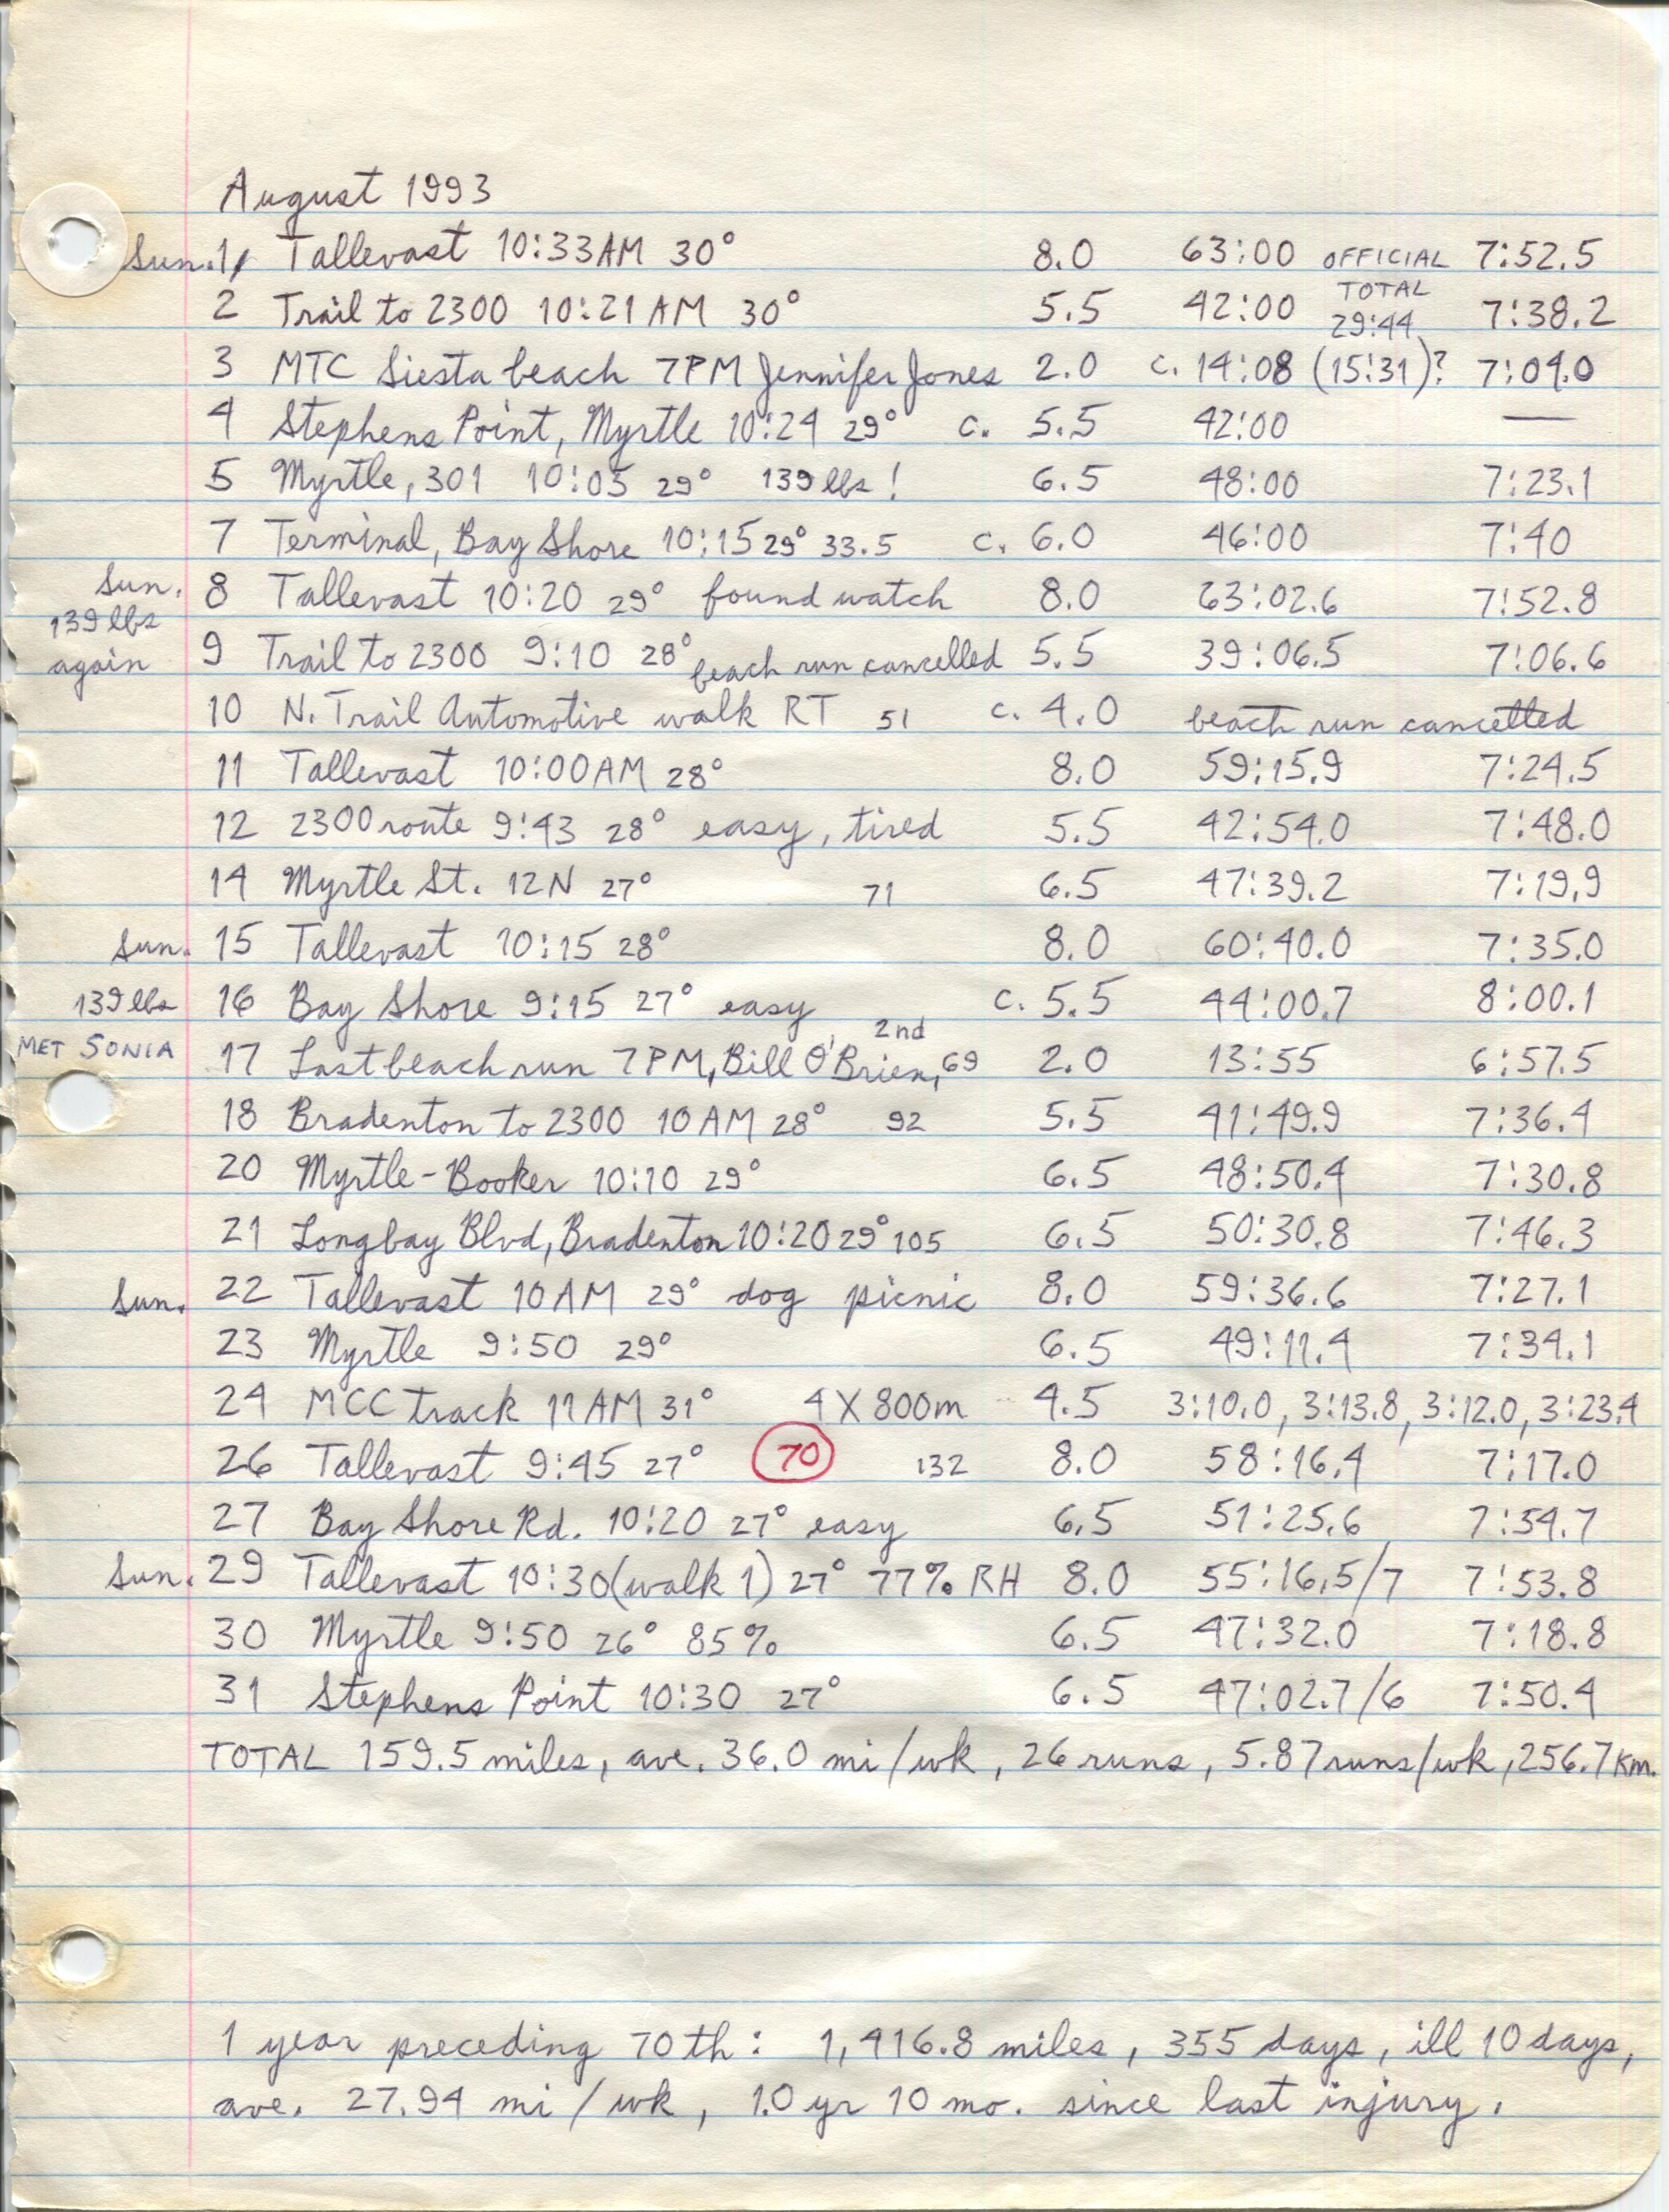 August 1993
Sun. 1, Tallevast 10:33AM 30° 8.0 63:00 OFFICIAL 7:52.5
2 Trail to 2300 10:21 AM 30° 5.5 42:00 TOTAL 29:44 7:38.2
3 MTC Siesta beach 7PM Jennifer Jones 2.0 c. 14:08 (15:31)? 7:04.0
4 Stephens Point, Myrtle 10:24 29° c. 5.5 42:00 —
5 Myrtle, 301 10:05 29° 139 lbs! 6.5 48:00 7:23.1
7 Terminal, Bay Shore 10:15 29° 33.5 c. 6.0 46:00 7:40
Sun. 8 Tallevast 10:20 29° found watch 8.0 63:02.6 7:52.8
139 lbs
again 9 Trail to 2300 9:10 28° beach run cancelled 5.5 39:06.5 7:06.6
10 N. Trail Automotive walk RT 51 c. 4.0 beach run cancelled
11 Tallevast 10:00AM 28° 8.0 59:15.9 7:24.5
12 2300 route 9:43 28° easy, tired 5.5 42:54.0 7:48.0
14 Myrtle St. 12N 27° 71 6.5 47:39.2 7:19.9
Sun. 15 Tallevast 10:15 28° 8.0 60:40.0 7:35.0
139 lbs 16 Bay Shore 9:15 27° easy c. 5.5 44:00.7 8:00.1
MET SONIA 17 Last beach run 7PM, Bill O'Brien, 69 2nd 2.0 13:55 6:57.5
18 Bradenton to 2300 10AM 28° 92 5.5 41:49.9 7:36.4
20 Myrtle-Booker 10:10 29° 6.5 48:50.4 7:30.8
21 Longbay Blvd, Bradenton 10:20 29° 105 6.5 50:30.8 7:46.3
Sun. 22 Tallevast 10AM 29° dog picnic 8.0 59:36.6 7:27.1
23 Myrtle 9:50 29° 6.5 49:11.4 7:34.1
24 MCC track 11AM 31° 4 X 800m 4.5 3:10.0, 3:13.8, 3:12.0, 3:23.4
26 Tallevast 9:45 27° 70 132 8.0 58:16.4 7:17.0
27 Bay Shore Rd. 10:20 27° easy 6.5 51:25.6 7:54.7
Sun. 29 Tallevast 10:30 (walk 1) 27° 77% RH 8.0 55:16.5/7 7:53.8
30 Myrtle 9:50 26° 85% 6.5 47:32.0 7:18.8
31 Stephens Point 10:30 27° 6.5 47:02.7/6 7:50.4
TOTAL 159.5 miles, ave. 36.0 mi/wk, 26 runs, 5.87 runs/wk, 256.7 km.
1 year preceding 70th: 1,416.8 miles, 355 days, ill 10 days,
ave. 27.94 mi/wk, 10 yr 10 mo. since last injury.